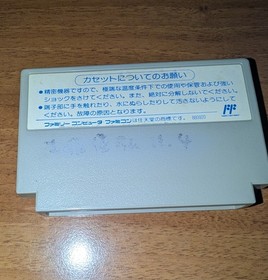 カセットについてのお願い
●精密機器ですので、極端な温度条件下での使用や保管および強い
ショックをさけてください。また、絶対に分解しないでください。
●端子部に手を触れたり、水にぬらしたりして汚さないようにして
ください。故障の原因となります。
ファミリーコンピュータ ファミコンは任天堂の商標です。
FF